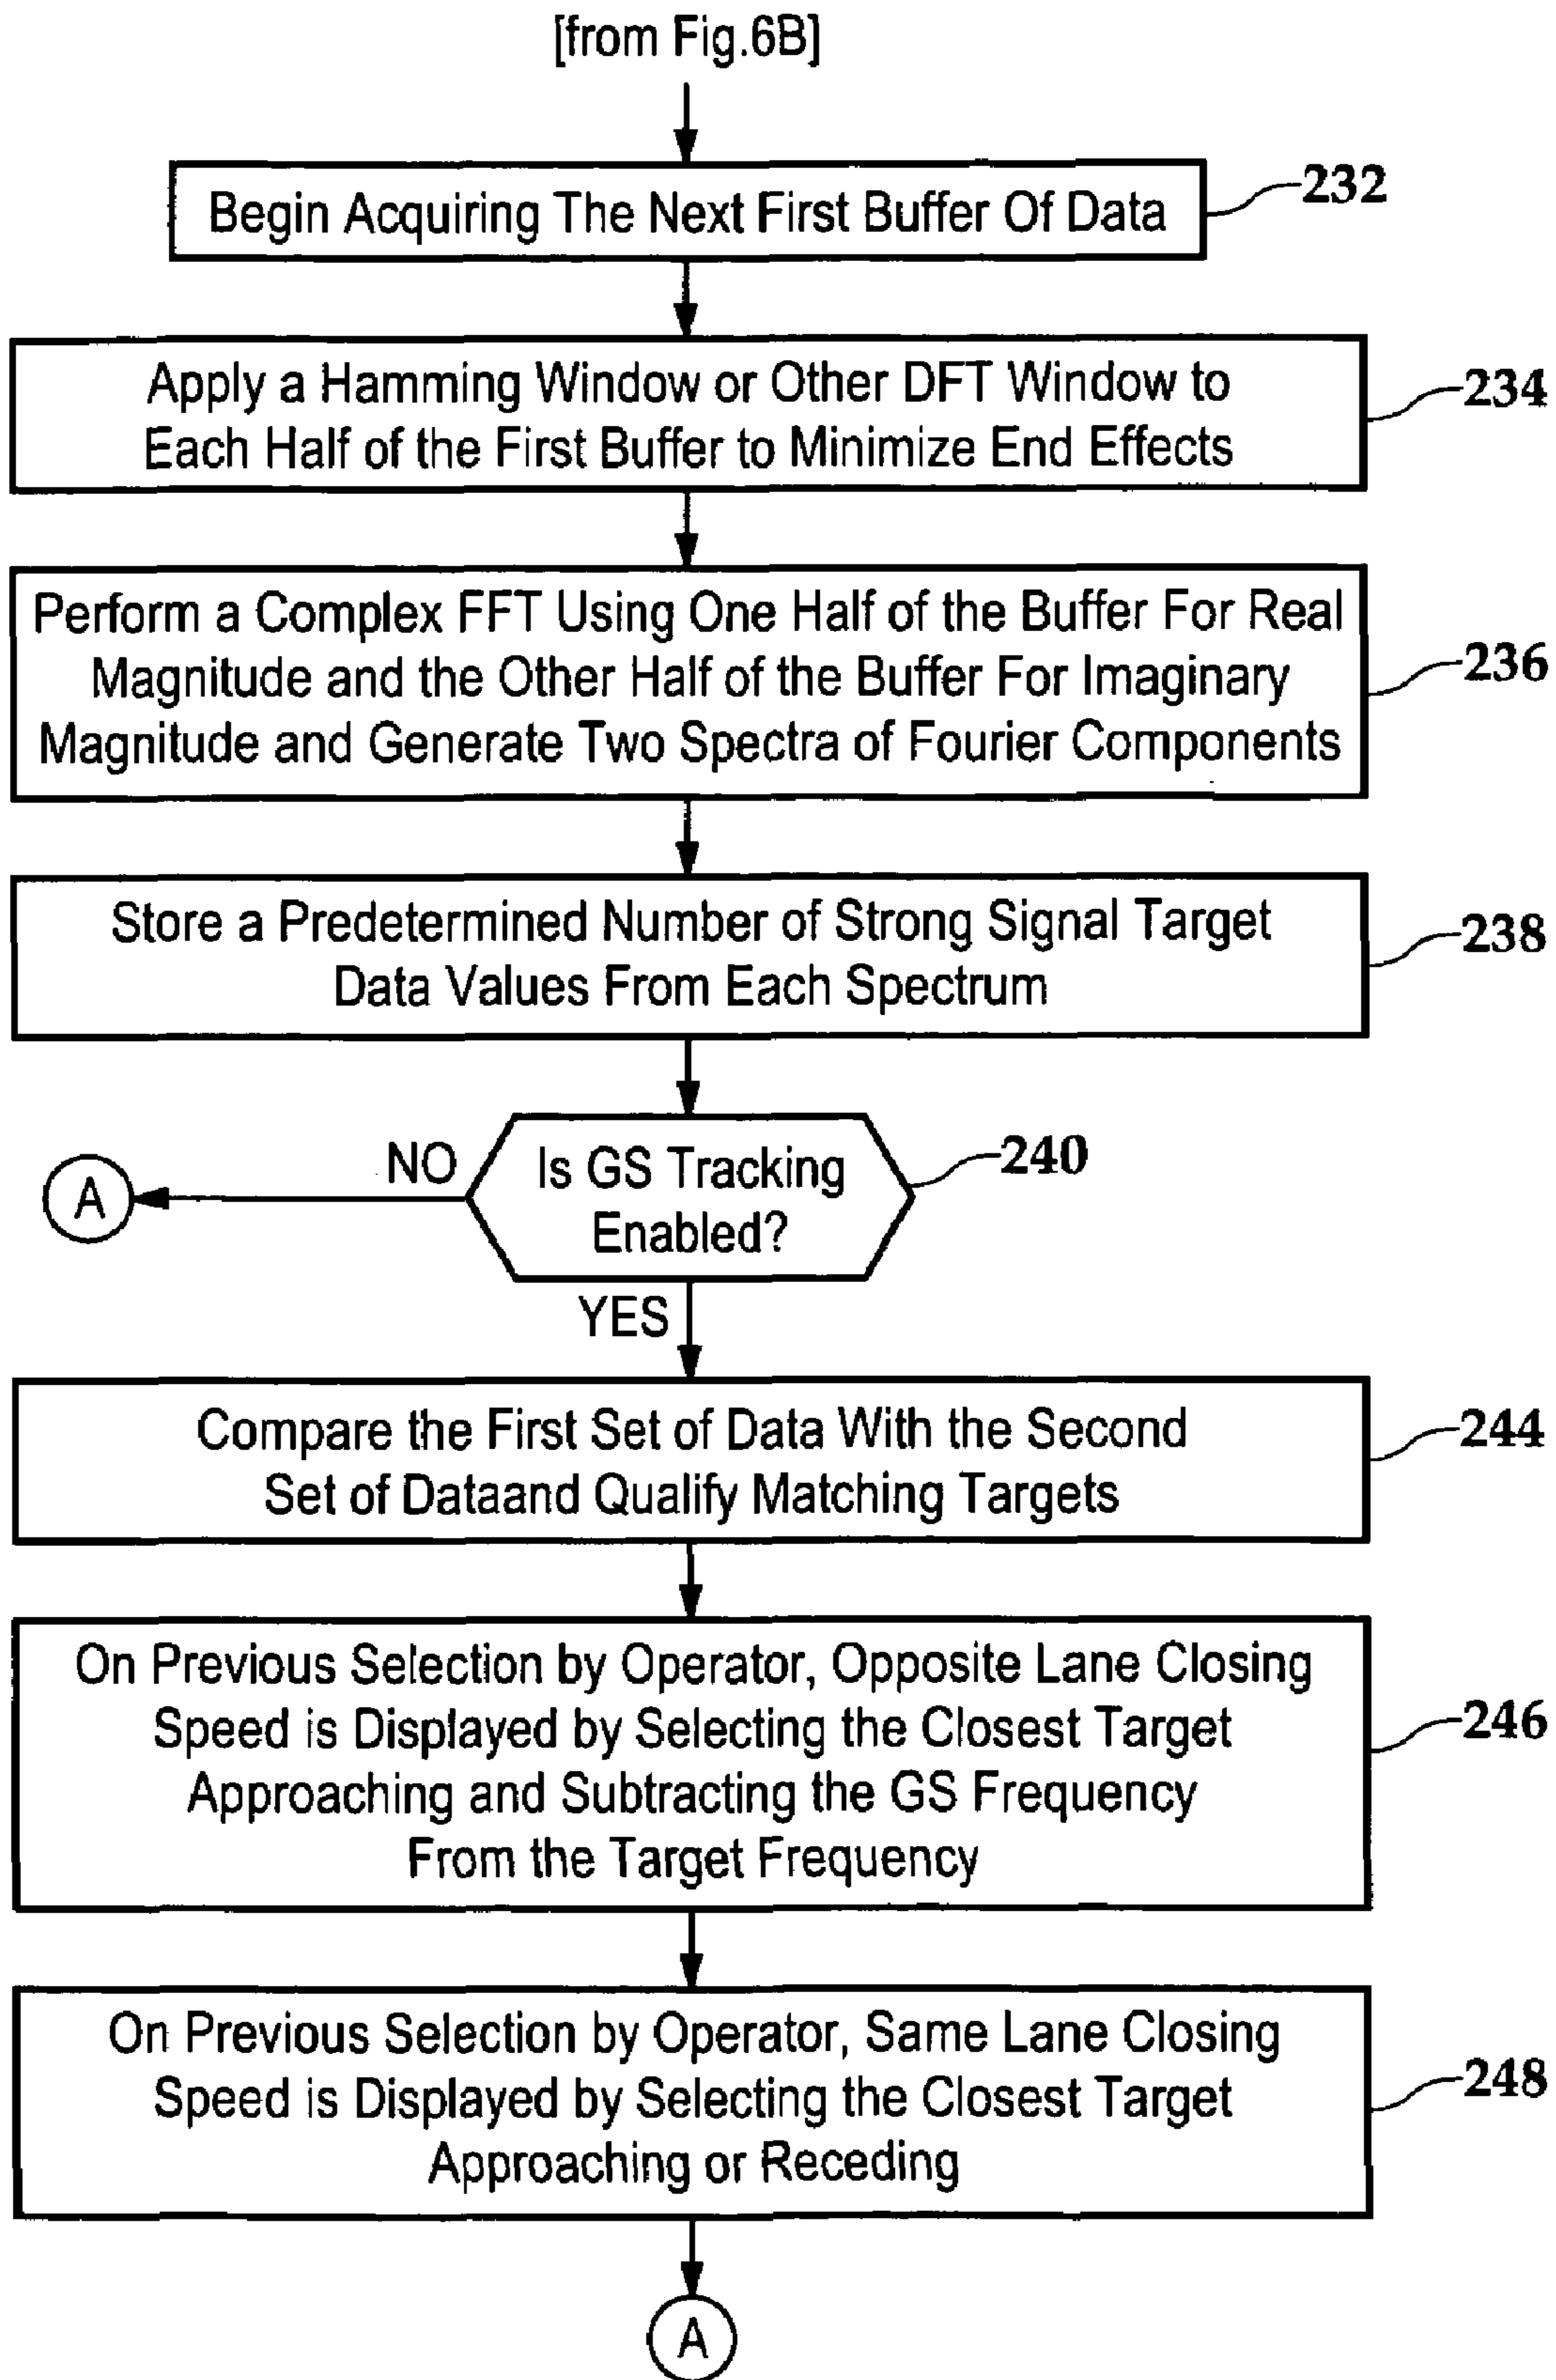 [from Fig.6B]
Begin Acquiring The Next First Buffer Of Data
232
Apply a Hamming Window or Other DFT Window to
Each Half of the First Buffer to Minimize End Effects
234
Perform a Complex FFT Using One Half of the Buffer For Real
Magnitude and the Other Half of the Buffer For Imaginary
Magnitude and Generate Two Spectra of Fourier Components
236
Store a Predetermined Number of Strong Signal Target
Data Values From Each Spectrum
238
Is GS Tracking
Enabled?
240
NO
A
YES
Compare the First Set of Data With the Second
Set of Dataand Qualify Matching Targets
244
On Previous Selection by Operator, Opposite Lane Closing
Speed is Displayed by Selecting the Closest Target
Approaching and Subtracting the GS Frequency
From the Target Frequency
246
On Previous Selection by Operator, Same Lane Closing
Speed is Displayed by Selecting the Closest Target
Approaching or Receding
248
A